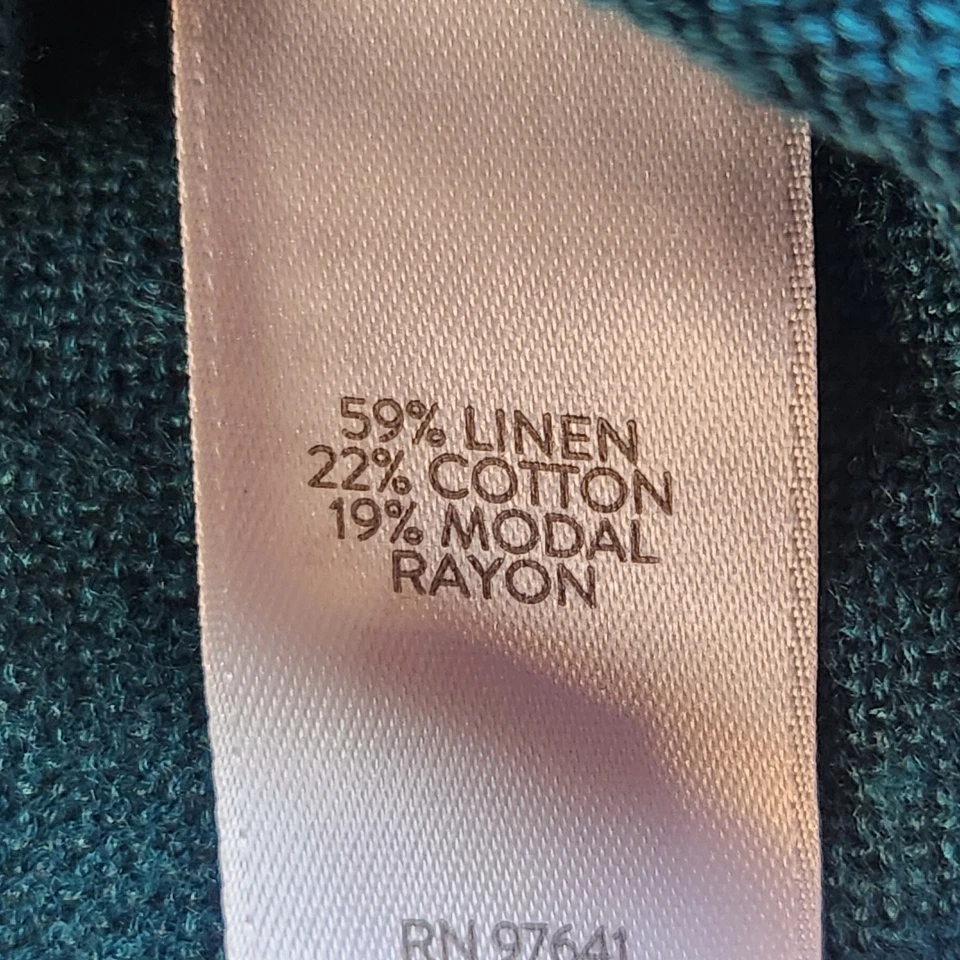 59% LINEN
22% COTTON
19% MODAL
RAYON
RN 97641